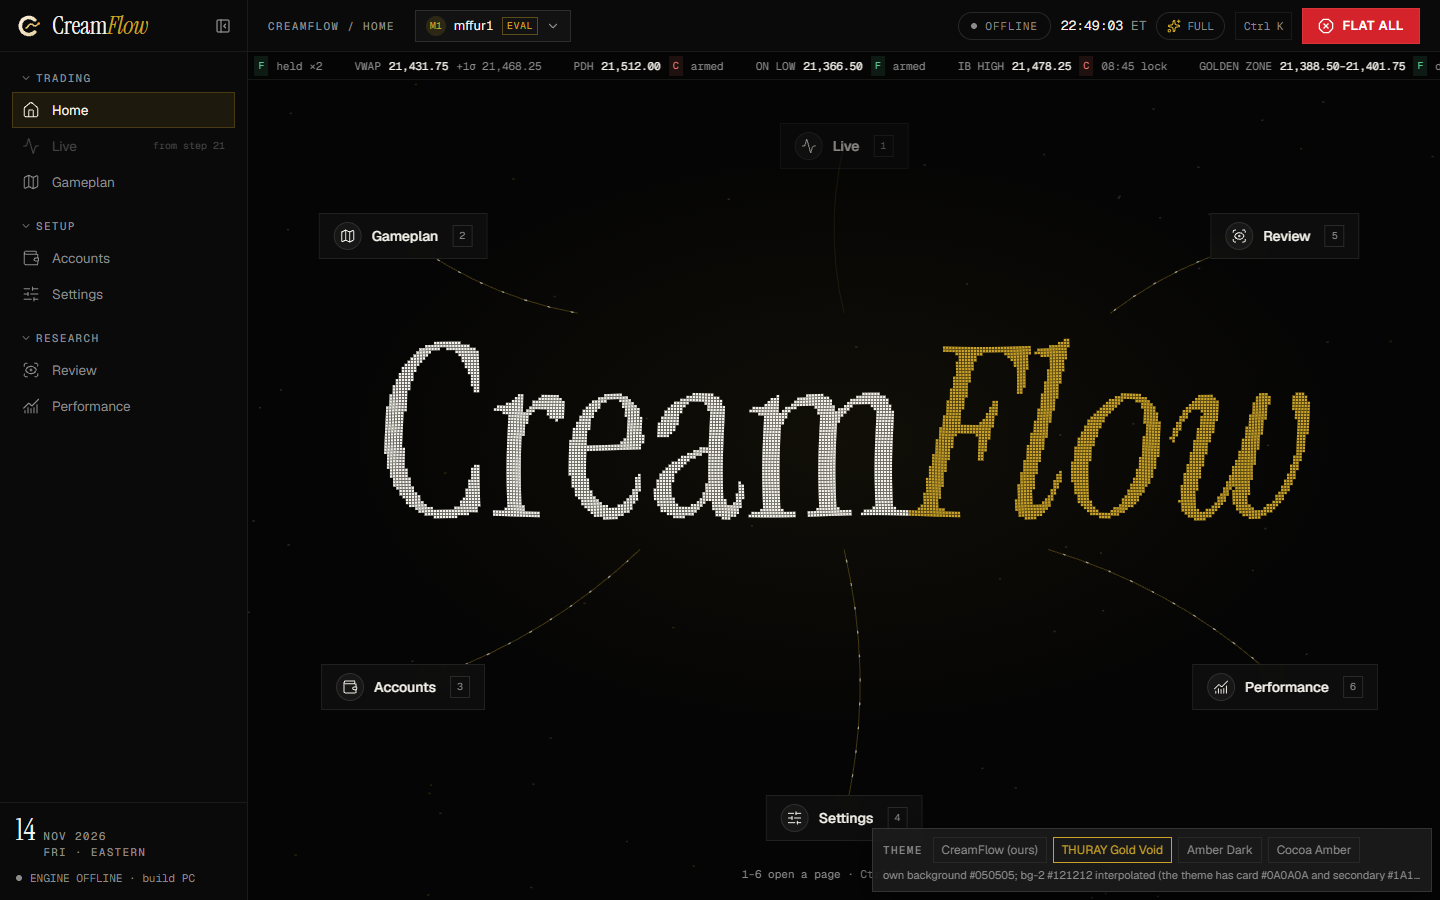 CreamFlow
CREAMFLOW / HOME
M1 mffur1 EVAL
OFFLINE
22:49:03 ET
FULL
Ctrl K
FLAT ALL
F held ×2 VWAP 21,431.75 +1σ 21,468.25 PDH 21,512.00 C armed ON LOW 21,366.50 F armed IB HIGH 21,478.25 C 08:45 lock GOLDEN ZONE 21,388.50–21,401.75 F
TRADING
Home
Live from step 21
Gameplan
SETUP
Accounts
Settings
RESEARCH
Review
Performance
Live 1
Gameplan 2
Review 5
CreamFlow
Accounts 3
Performance 6
Settings 4
1-6 open a page · Ct
THEME CreamFlow (ours) THURAY Gold Void Amber Dark Cocoa Amber
own background #050505; bg-2 #121212 interpolated (the theme has card #0A0A0A and secondary #1A1...
14 NOV 2026
FRI · EASTERN
ENGINE OFFLINE · build PC